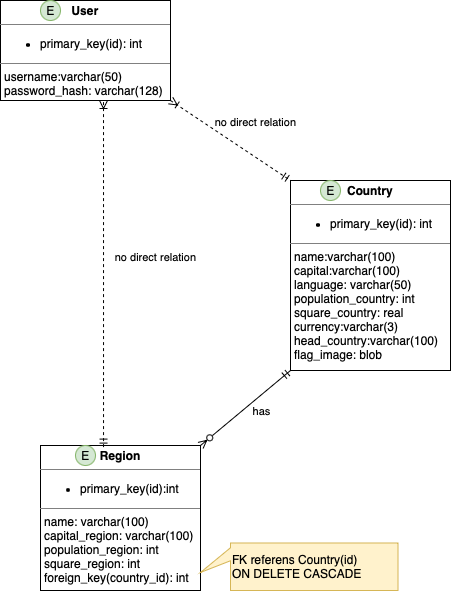 E User
primary_key(id): int
username:varchar(50)
password_hash: varchar(128)
no direct relation
E Country
primary_key(id): int
no direct relation
name:varchar(100)
capital:varchar(100)
language: varchar(50)
population_country: int
square_country: real
currency:varchar(3)
head_country:varchar(100)
flag_image: blob
has
E Region
primary_key(id):int
name: varchar(100)
capital_region: varchar(100)
population_region: int
square_region: int
foreign_key(country_id): int
FK referens Country(id)
ON DELETE CASCADE